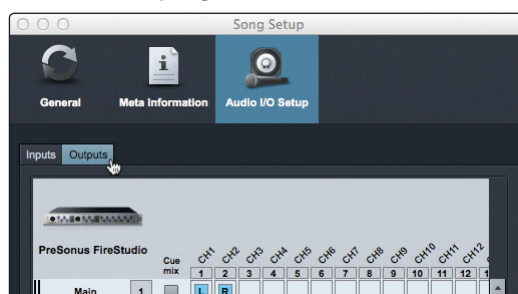 Song Setup
General Meta Information Audio I/O Setup
Inputs Outputs
PreSonus FireStudio Cue mix CH1 CH2 CH3 CH4 CH5 CH6 CH7 CH8 CH9 CH10 CH11 CH12
1 2 3 4 5 6 7 8 9 10 11 12 1
Main 1 L R